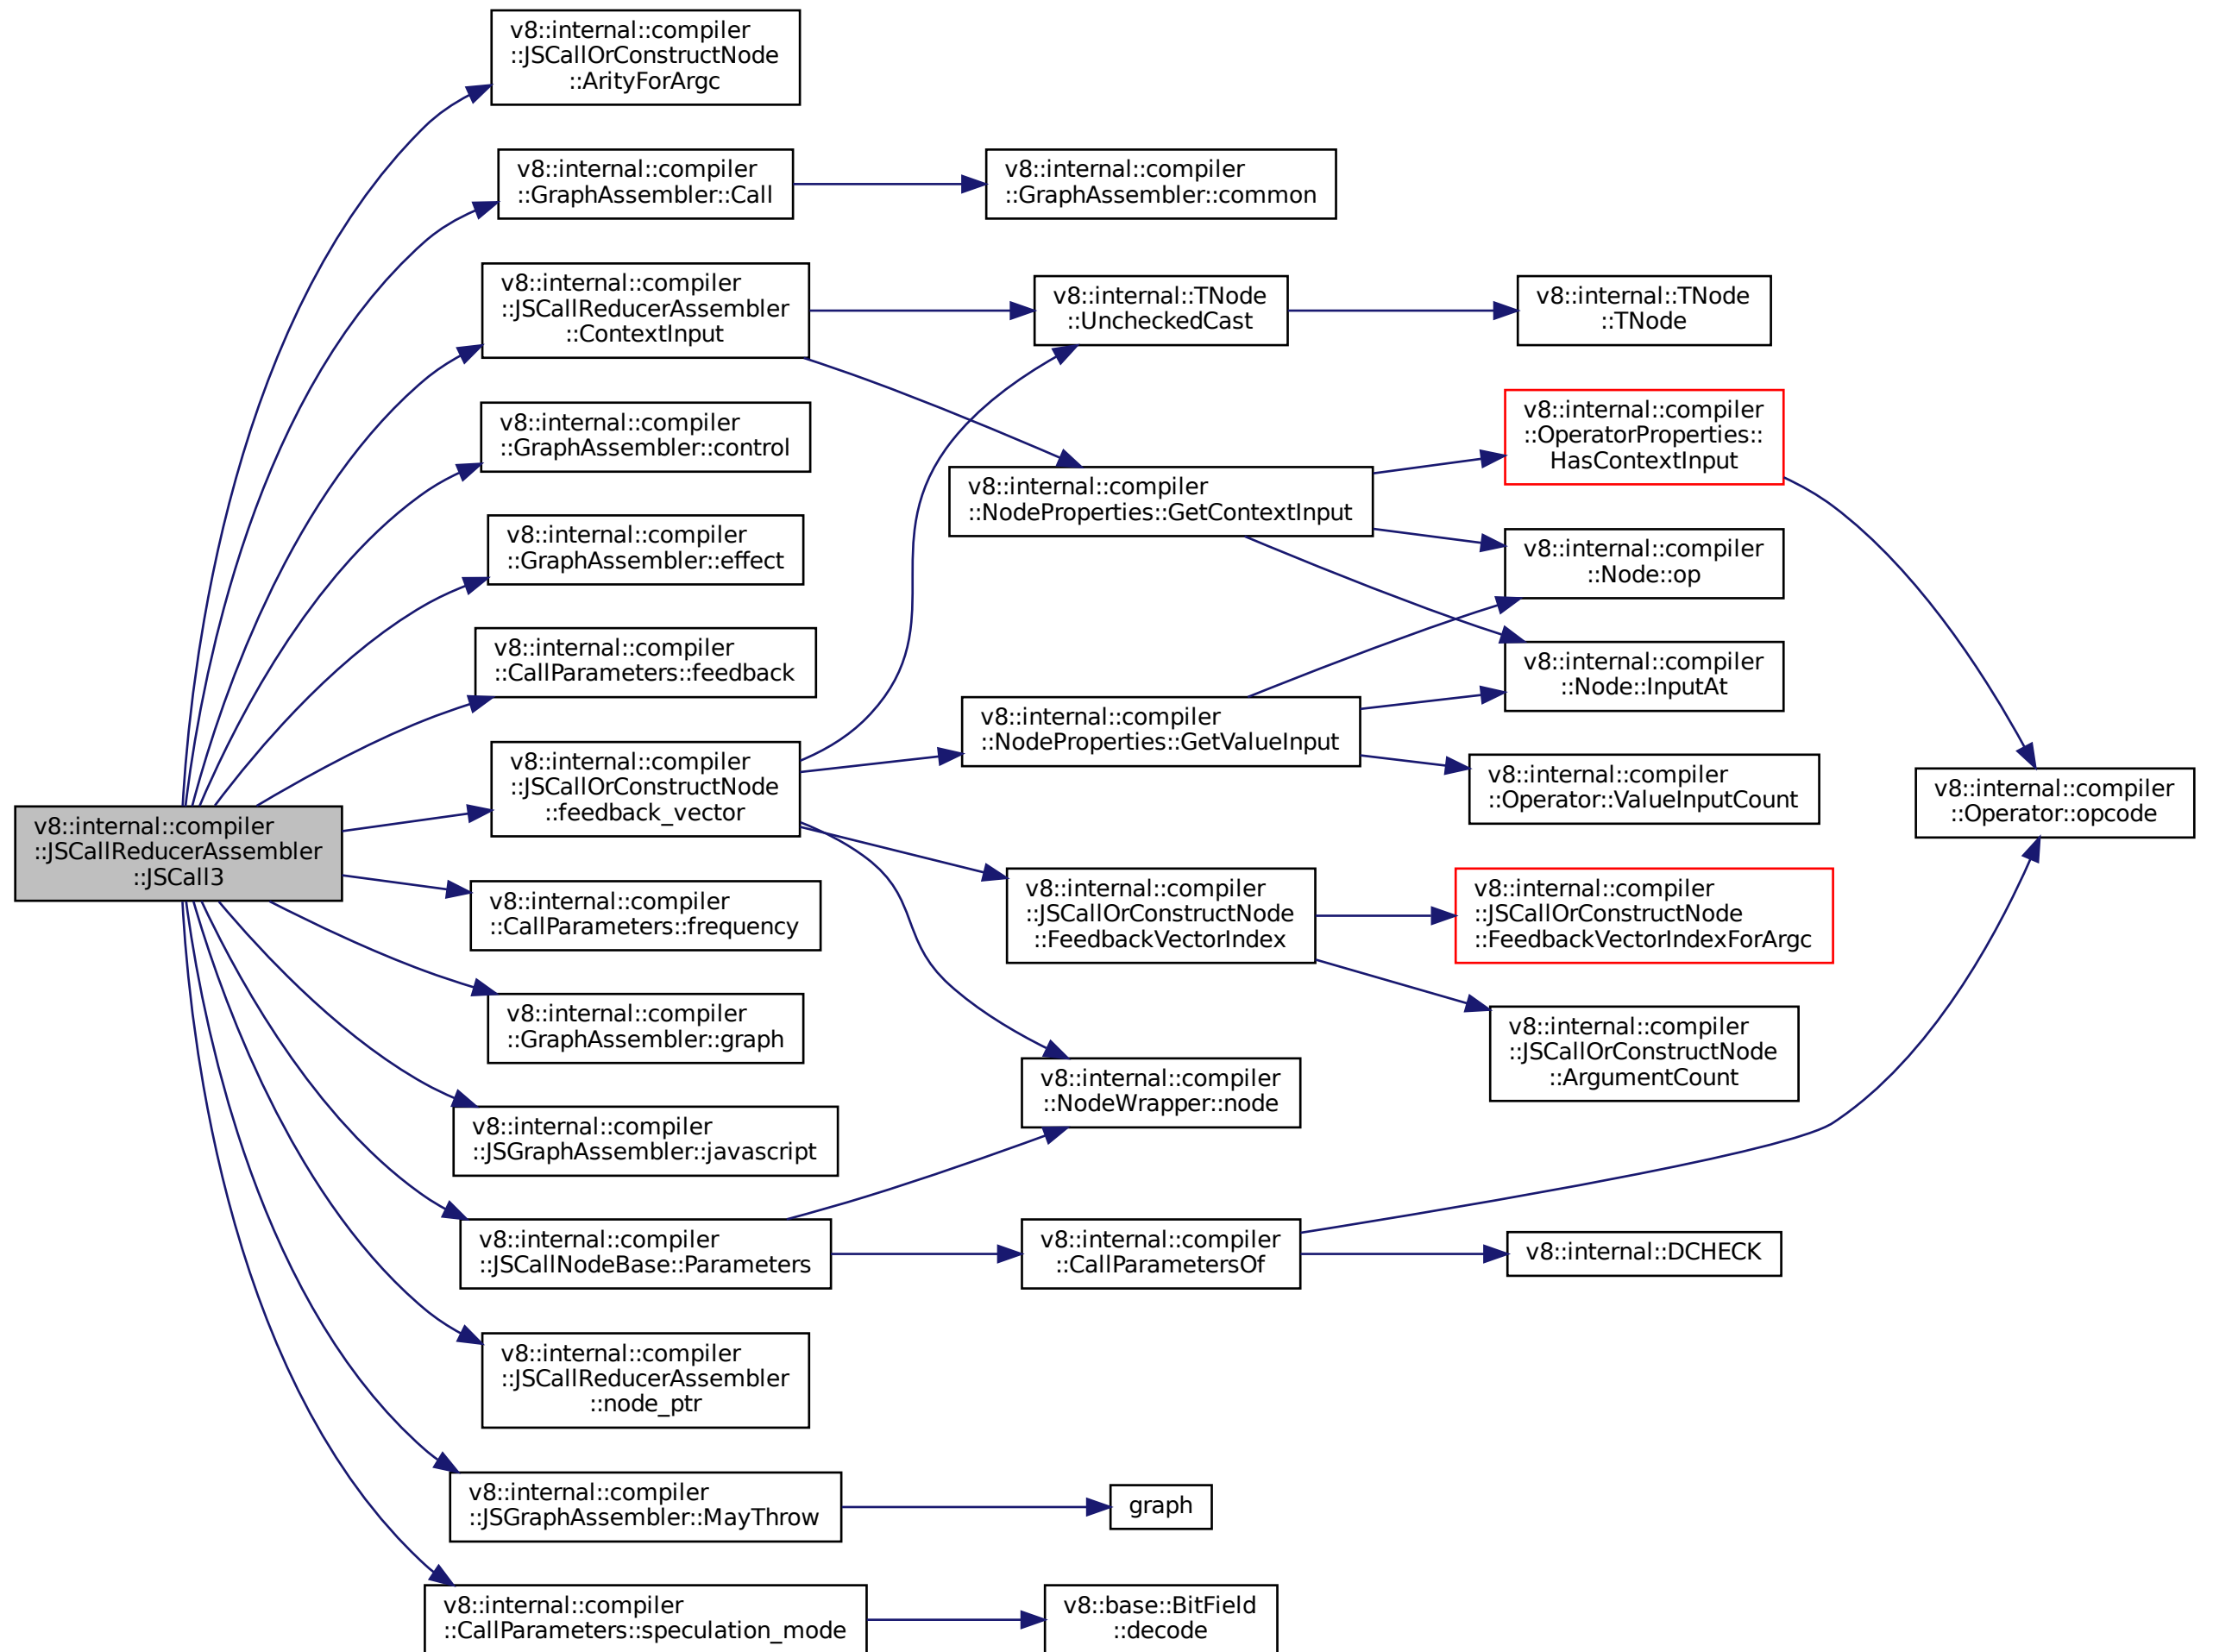 v8::internal::compiler
::JSCallReducerAssembler
::JSCall3
v8::internal::compiler
::JSCallOrConstructNode
::ArityForArgc
v8::internal::compiler
::GraphAssembler::Call
v8::internal::compiler
::GraphAssembler::common
v8::internal::compiler
::JSCallReducerAssembler
::ContextInput
v8::internal::TNode
::UncheckedCast
v8::internal::TNode
::TNode
v8::internal::compiler
::NodeProperties::GetContextInput
v8::internal::compiler
::OperatorProperties::
HasContextInput
v8::internal::compiler
::Operator::opcode
v8::internal::compiler
::Node::op
v8::internal::compiler
::Node::InputAt
v8::internal::compiler
::GraphAssembler::control
v8::internal::compiler
::GraphAssembler::effect
v8::internal::compiler
::CallParameters::feedback
v8::internal::compiler
::JSCallOrConstructNode
::feedback_vector
v8::internal::compiler
::NodeProperties::GetValueInput
v8::internal::compiler
::Operator::ValueInputCount
v8::internal::compiler
::JSCallOrConstructNode
::FeedbackVectorIndex
v8::internal::compiler
::JSCallOrConstructNode
::FeedbackVectorIndexForArgc
v8::internal::compiler
::JSCallOrConstructNode
::ArgumentCount
v8::internal::compiler
::NodeWrapper::node
v8::internal::compiler
::CallParameters::frequency
v8::internal::compiler
::GraphAssembler::graph
v8::internal::compiler
::JSGraphAssembler::javascript
v8::internal::compiler
::JSCallNodeBase::Parameters
v8::internal::compiler
::CallParametersOf
v8::internal::DCHECK
v8::internal::compiler
::JSCallReducerAssembler
::node_ptr
v8::internal::compiler
::JSGraphAssembler::MayThrow
graph
v8::internal::compiler
::CallParameters::speculation_mode
v8::base::BitField
::decode